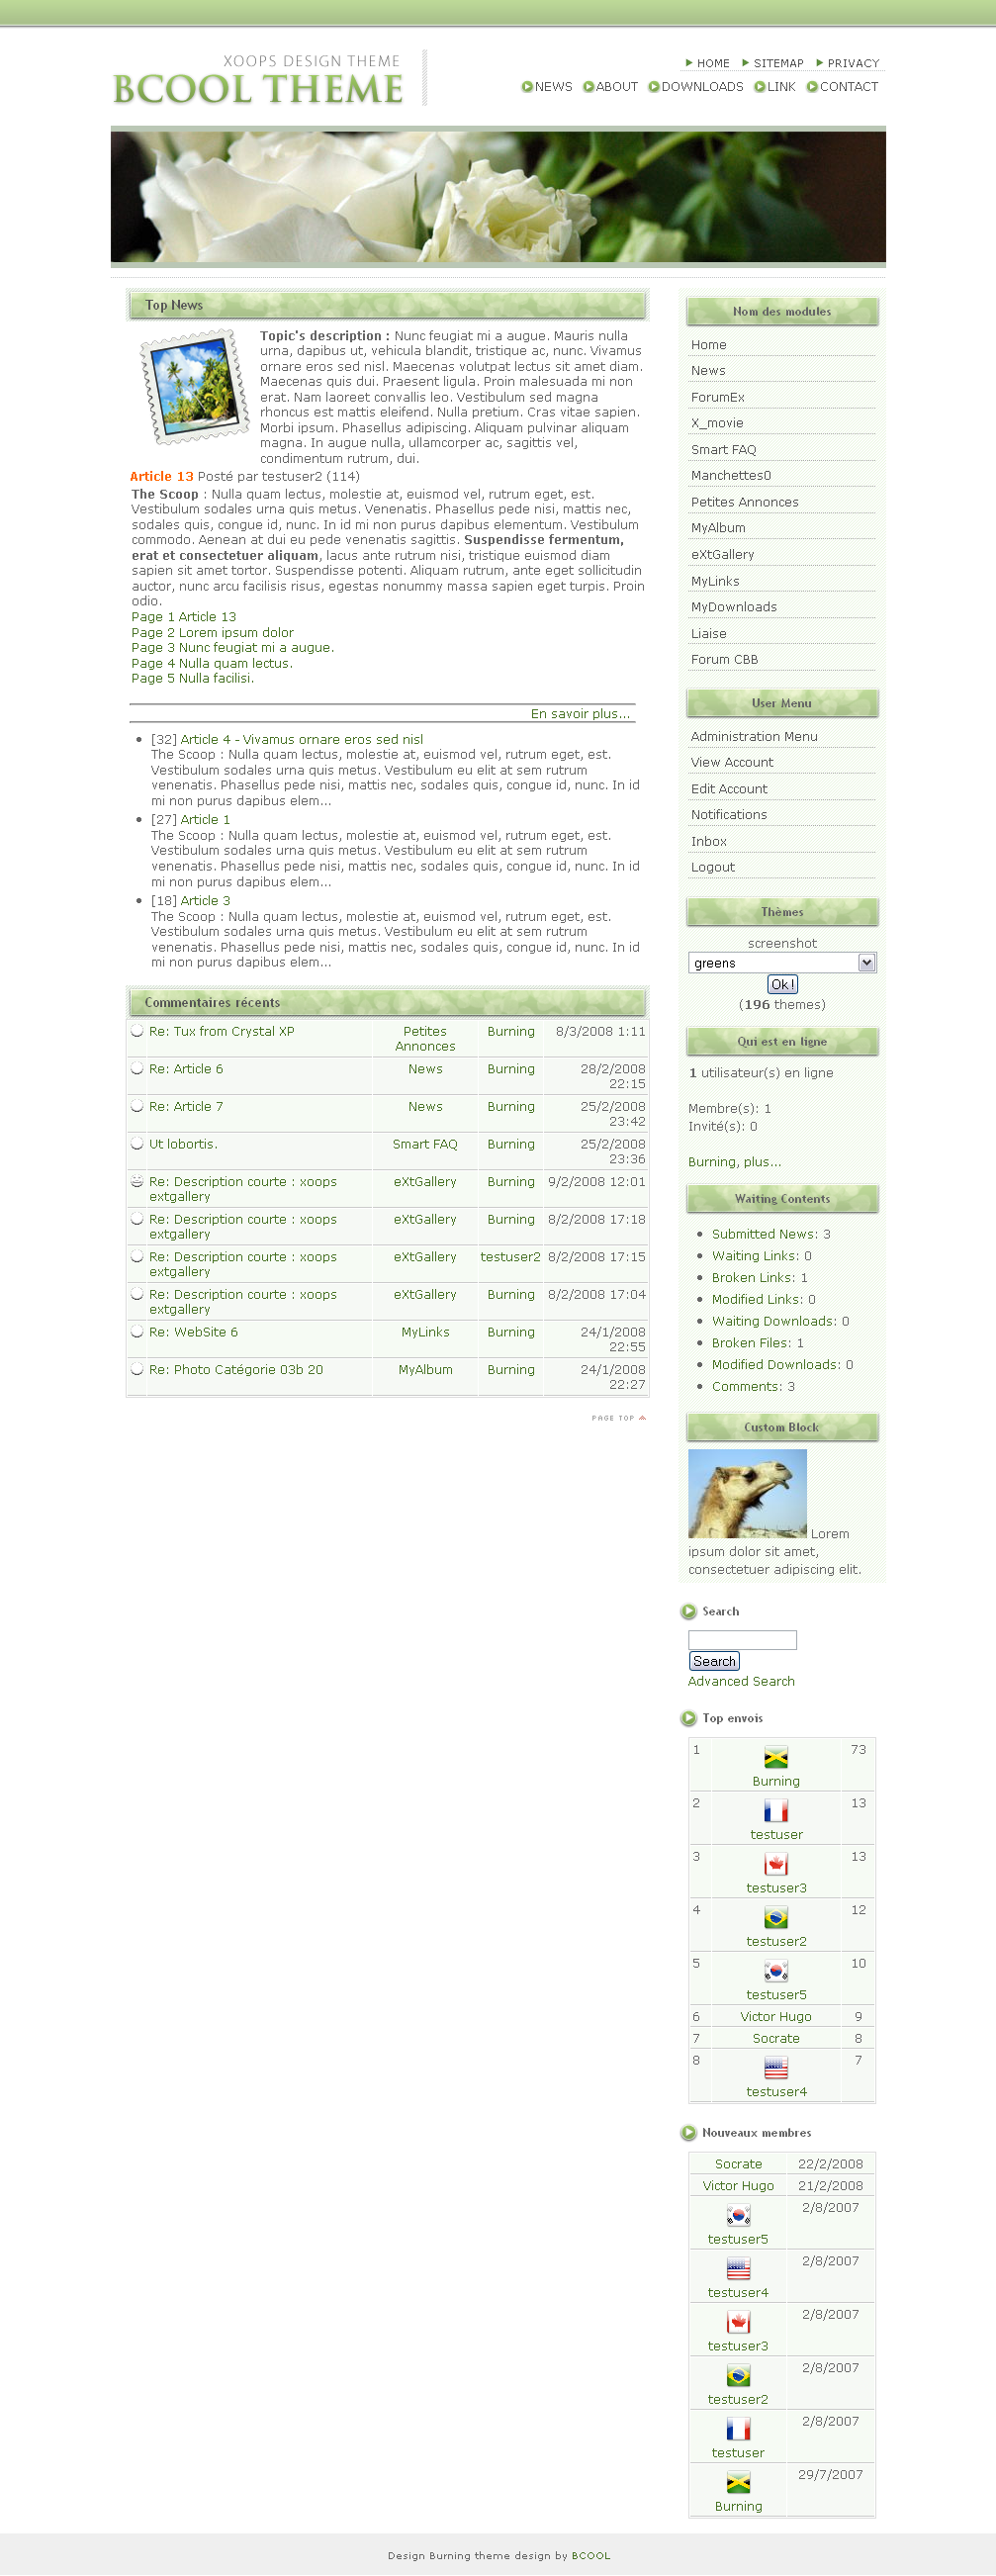 XOOPS DESIGN THEME
BCOOL THEME
HOME SITEMAP PRIVACY
NEWS ABOUT DOWNLOADS LINK CONTACT
Top News
Topic's description : Nunc feugiat mi a augue. Mauris nulla
urna, dapibus ut, vehicula blandit, tristique ac, nunc. Vivamus
ornare eros sed nisl. Maecenas volutpat lectus sit amet diam.
Maecenas quis dui. Praesent ligula. Proin malesuada mi non
erat. Nam laoreet convallis leo. Vestibulum sed magna
rhoncus est mattis eleifend. Nulla pretium. Cras vitae sapien.
Morbi ipsum. Phasellus adipiscing. Aliquam pulvinar aliquam
magna. In augue nulla, ullamcorper ac, sagittis vel,
condimentum rutrum, dui.
Article 13 Posté par testuser2 (114)
The Scoop : Nulla quam lectus, molestie at, euismod vel, rutrum eget, est.
Vestibulum sodales urna quis metus. Venenatis. Phasellus pede nisi, mattis nec,
sodales quis, congue id, nunc. In id mi non purus dapibus elementum. Vestibulum
commodo. Aenean at dui eu pede venenatis sagittis. Suspendisse fermentum,
erat et consectetuer aliquam, lacus ante rutrum nisi, tristique euismod diam
sapien sit amet tortor. Suspendisse potenti. Aliquam rutrum, ante eget sollicitudin
auctor, nunc arcu facilisis risus, egestas nonummy massa sapien eget turpis. Proin
odio.
Page 1 Article 13
Page 2 Lorem ipsum dolor
Page 3 Nunc feugiat mi a augue.
Page 4 Nulla quam lectus.
Page 5 Nulla facilisi.
En savoir plus...
[32] Article 4 - Vivamus ornare eros sed nisl
The Scoop : Nulla quam lectus, molestie at, euismod vel, rutrum eget, est.
Vestibulum sodales urna quis metus. Vestibulum eu elit at sem rutrum
venenatis. Phasellus pede nisi, mattis nec, sodales quis, congue id, nunc. In id
mi non purus dapibus elem...
[27] Article 1
The Scoop : Nulla quam lectus, molestie at, euismod vel, rutrum eget, est.
Vestibulum sodales urna quis metus. Vestibulum eu elit at sem rutrum
venenatis. Phasellus pede nisi, mattis nec, sodales quis, congue id, nunc. In id
mi non purus dapibus elem...
[18] Article 3
The Scoop : Nulla quam lectus, molestie at, euismod vel, rutrum eget, est.
Vestibulum sodales urna quis metus. Vestibulum eu elit at sem rutrum
venenatis. Phasellus pede nisi, mattis nec, sodales quis, congue id, nunc. In id
mi non purus dapibus elem...
Commentaires récents
Re: Tux from Crystal XP Petites Burning 8/3/2008 1:11
Annonces
Re: Article 6 News Burning 28/2/2008
22:15
Re: Article 7 News Burning 25/2/2008
23:42
Ut lobortis. Smart FAQ Burning 25/2/2008
23:36
Re: Description courte : xoops eXtGallery Burning 9/2/2008 12:01
extgallery
Re: Description courte : xoops eXtGallery Burning 8/2/2008 17:18
extgallery
Re: Description courte : xoops eXtGallery testuser2 8/2/2008 17:15
extgallery
Re: Description courte : xoops eXtGallery Burning 8/2/2008 17:04
extgallery
Re: WebSite 6 MyLinks Burning 24/1/2008
22:55
Re: Photo Catégorie 03b 20 MyAlbum Burning 24/1/2008
22:27
PAGE TOP
Nom des modules
Home
News
ForumEx
X_movie
Smart FAQ
Manchettes0
Petites Annonces
MyAlbum
eXtGallery
MyLinks
MyDownloads
Liaise
Forum CBB
User Menu
Administration Menu
View Account
Edit Account
Notifications
Inbox
Logout
Thèmes
screenshot
greens
Ok !
(196 themes)
Qui est en ligne
1 utilisateur(s) en ligne
Membre(s): 1
Invité(s): 0
Burning, plus...
Waiting Contents
Submitted News: 3
Waiting Links: 0
Broken Links: 1
Modified Links: 0
Waiting Downloads: 0
Broken Files: 1
Modified Downloads: 0
Comments: 3
Custom Block
Lorem
ipsum dolor sit amet,
consectetuer adipiscing elit.
Search
Search
Advanced Search
Top envois
1 73
Burning
2 13
testuser
3 13
testuser3
4 12
testuser2
5 10
testuser5
6 Victor Hugo 9
7 Socrate 8
8 7
testuser4
Nouveaux membres
Socrate 22/2/2008
Victor Hugo 21/2/2008
2/8/2007
testuser5
2/8/2007
testuser4
2/8/2007
testuser3
2/8/2007
testuser2
2/8/2007
testuser
29/7/2007
Burning
Design Burning theme design by BCOOL